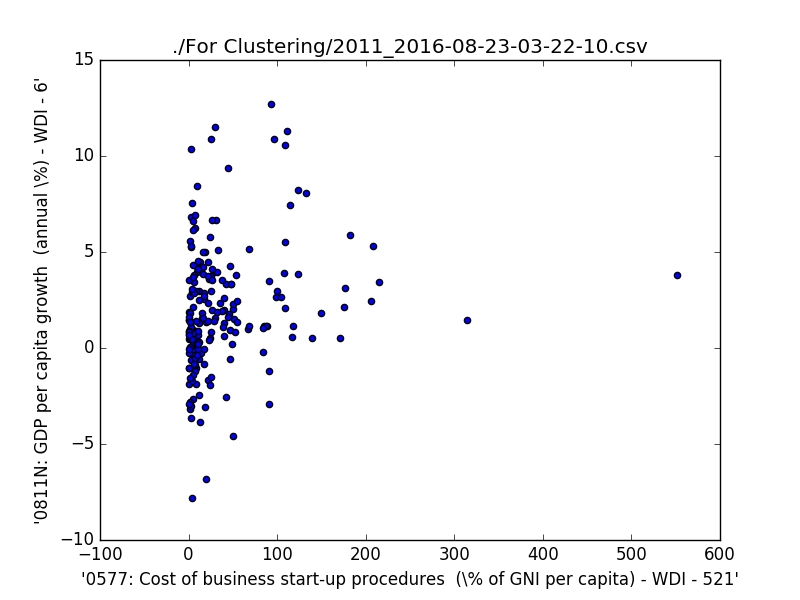 ./For Clustering/2011_2016-08-23-03-22-10.csv
15
10
5
0
−5
−10
'0811N: GDP per capita growth  (annual \%) - WDI - 6'
−100 0 100 200 300 400 500 600
'0577: Cost of business start-up procedures  (\% of GNI per capita) - WDI - 521'